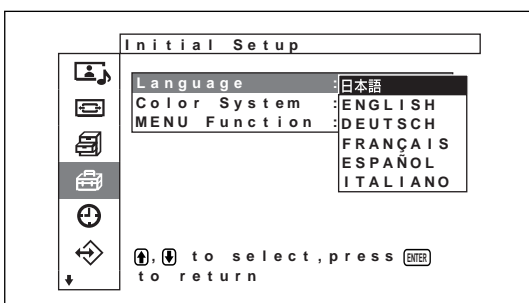 Initial Setup
Language : 日本語
Color System : ENGLISH
MENU Function : DEUTSCH
FRANÇAIS
ESPAÑOL
ITALIANO
, to select, press ENTER
to return